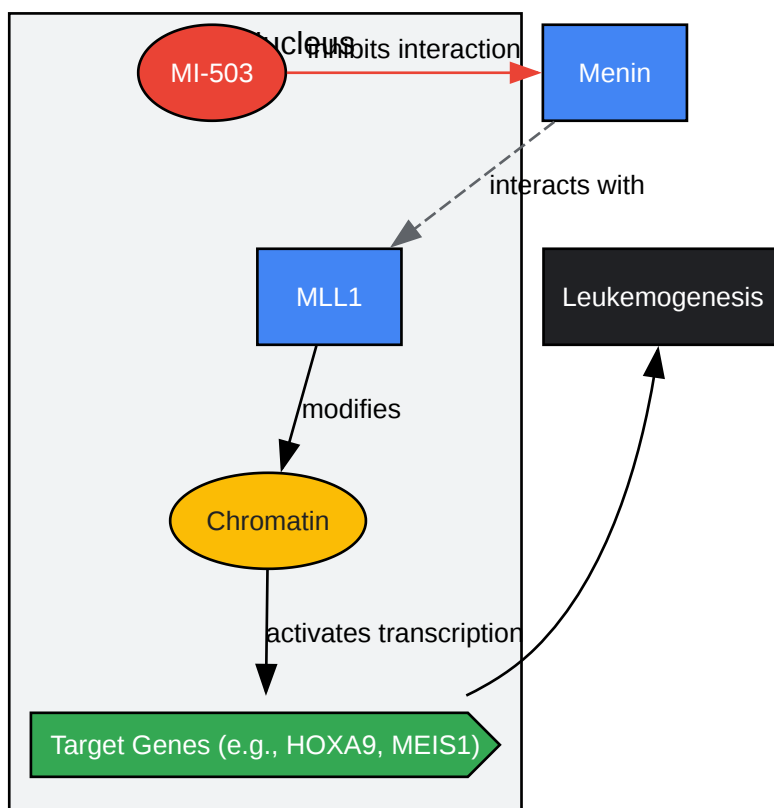 inhibits interaction
MI-503
Menin
interacts with
MLL1
Leukemogenesis
modifies
Chromatin
activates transcription
Target Genes (e.g., HOXA9, MEIS1)